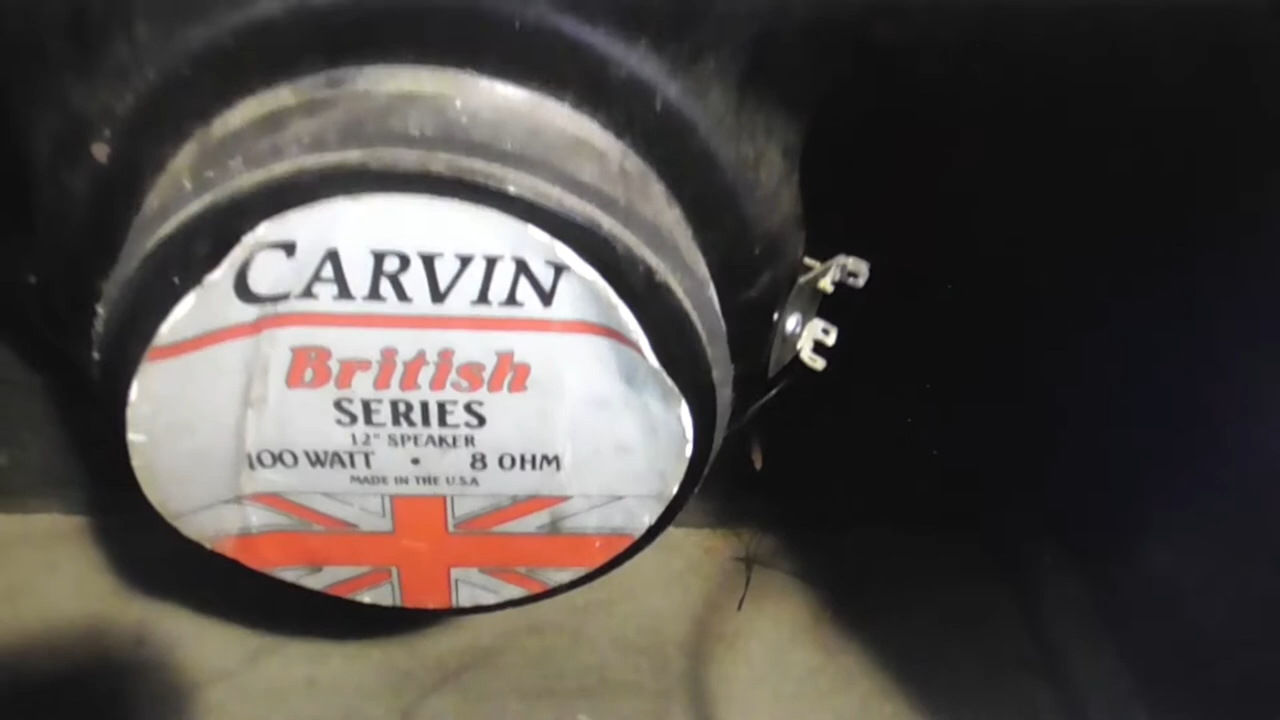 CARVIN
British
SERIES
12" SPEAKER
100 WATT • 8 OHM
MADE IN THE U.S.A